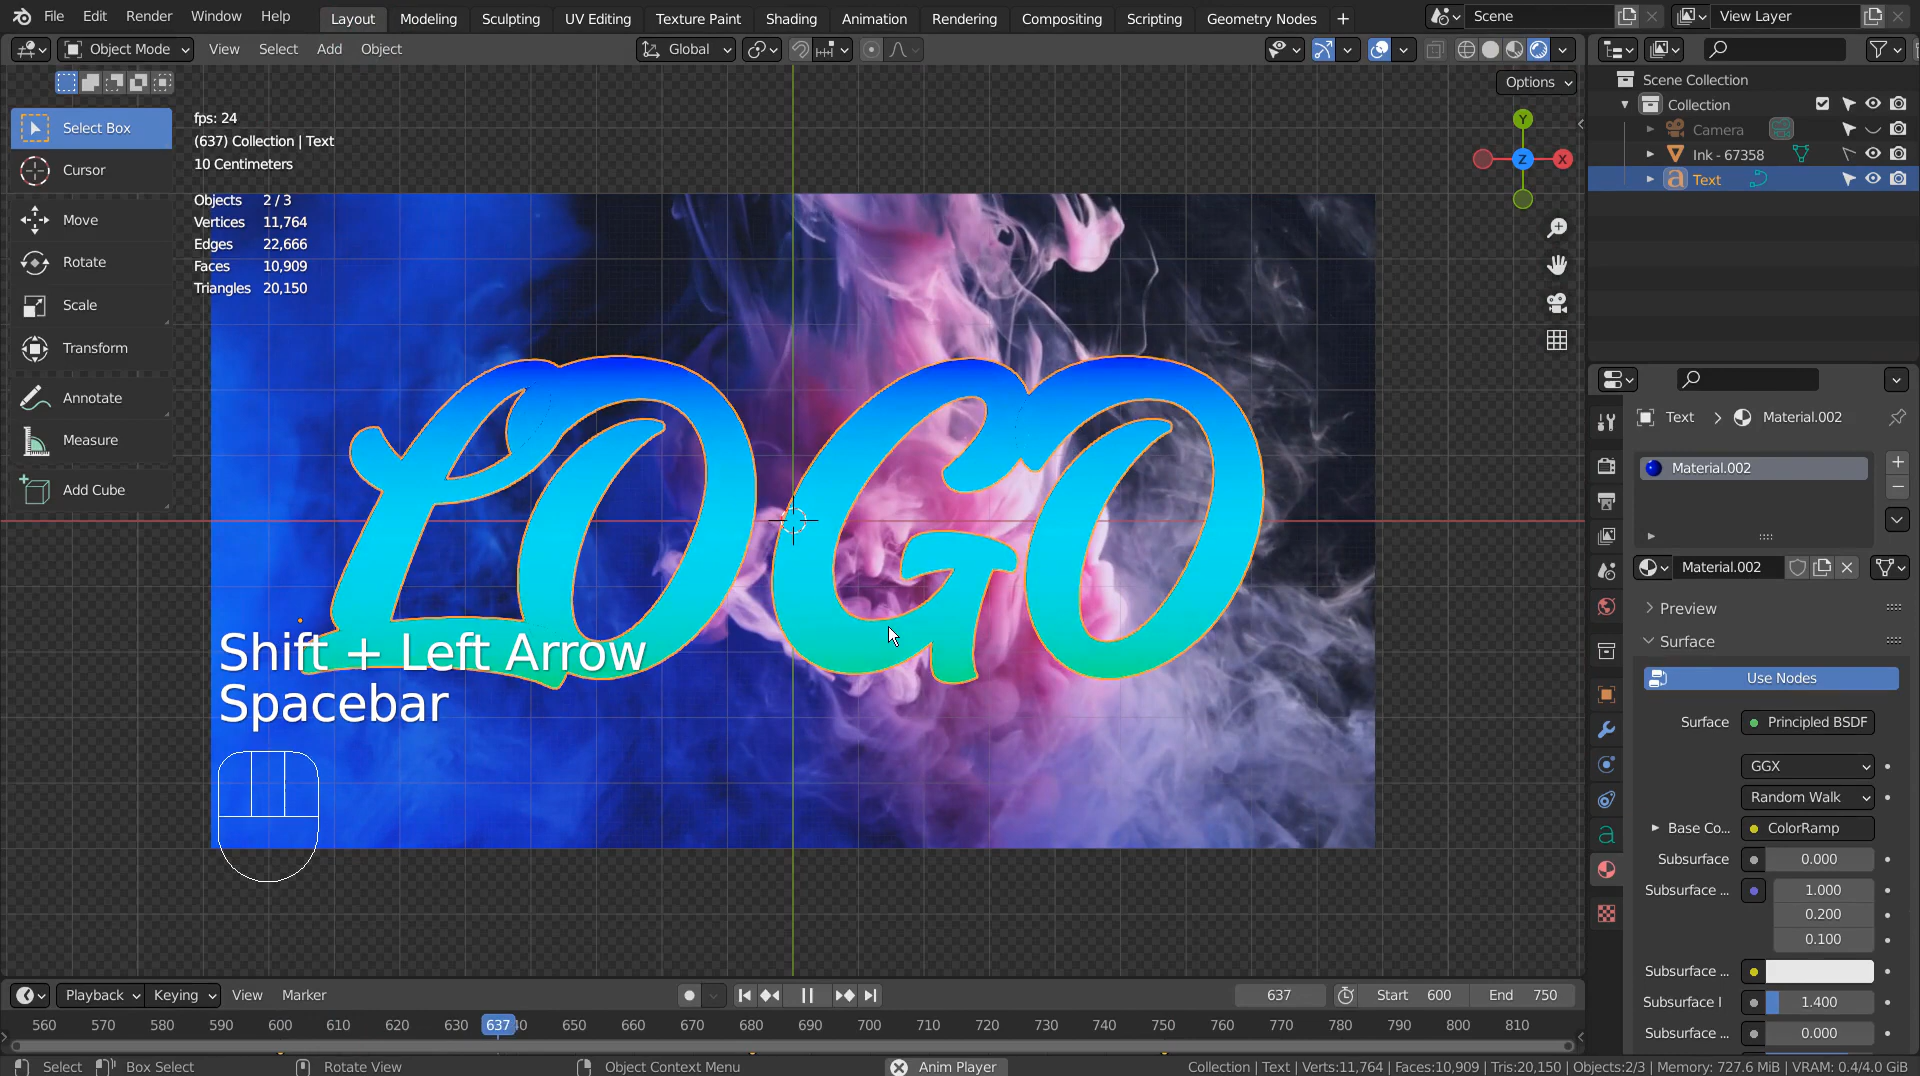 File Edit Render Window Help Layout Modeling Sculpting UV Editing Texture Paint Shading Animation Rendering Compositing Scripting Geometry Nodes + Scene View Layer
Object Mode View Select Add Object Global
Options
Scene Collection
Collection
Camera
Ink - 67358
Text
Select Box
Cursor
Move
Rotate
Scale
Transform
Annotate
Measure
Add Cube
fps: 24
(637) Collection | Text
10 Centimeters
Objects 2 / 3
Vertices 11,764
Edges 22,666
Faces 10,909
Triangles 20,150
Y
Z
X
LOGO
Shift + Left Arrow
Spacebar
Text Material.002
Material.002
Material.002
Preview
Surface
Use Nodes
Surface Principled BSDF
GGX
Random Walk
Base Co... ColorRamp
Subsurface 0.000
Subsurface ... 1.000
0.200
0.100
Subsurface ...
Subsurface I 1.400
Subsurface ... 0.000
Playback Keying View Marker 637 Start 600 End 750
560 570 580 590 600 610 620 630 637 40 650 660 670 680 690 700 710 720 730 740 750 760 770 780 790 800 810
Select Box Select Rotate View Object Context Menu Anim Player Collection | Text | Verts:11,764 | Faces:10,909 | Tris:20,150 | Objects:2/3 | Memory: 727.6 MiB | VRAM: 0.4/4.0 GiB